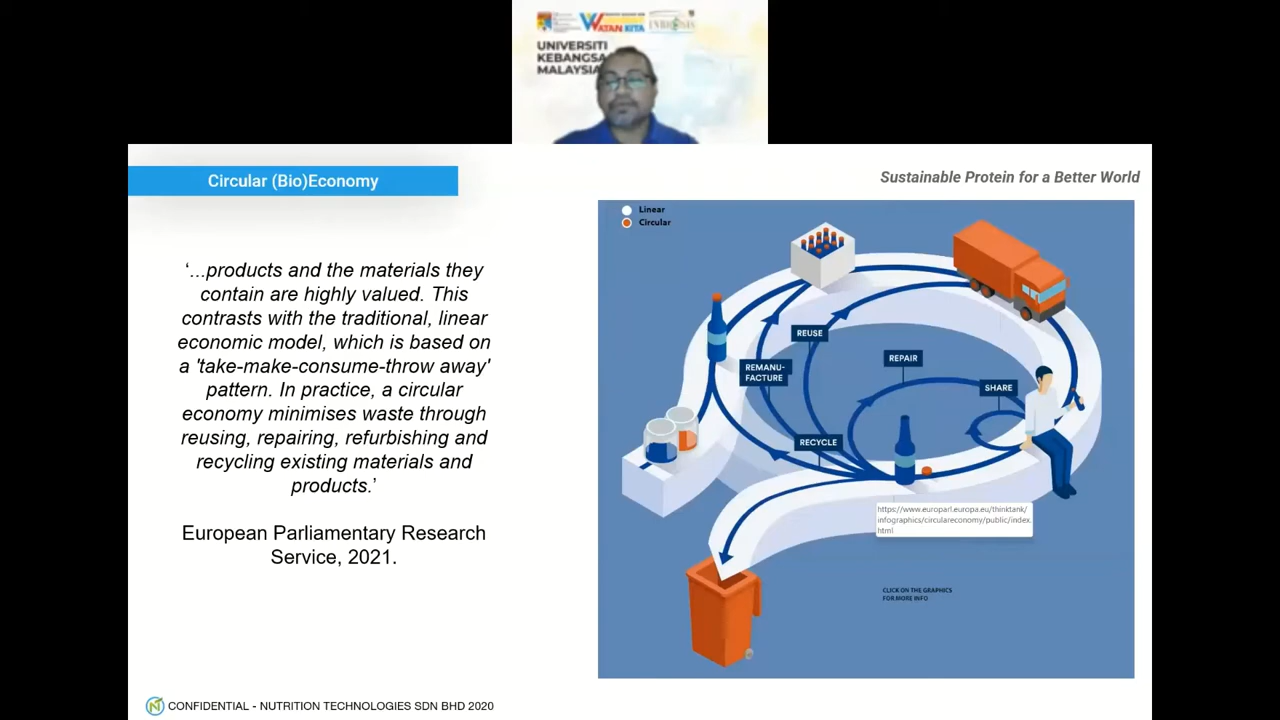 WATAN KITA
UNIVERSITI
KEBANGSA
MALAYSIA
Circular (Bio)Economy
Sustainable Protein for a Better World
Linear
Circular
‘...products and the materials they
contain are highly valued. This
contrasts with the traditional, linear
economic model, which is based on
a 'take-make-consume-throw away'
pattern. In practice, a circular
economy minimises waste through
reusing, repairing, refurbishing and
recycling existing materials and
products.’
European Parliamentary Research
Service, 2021.
REUSE
REPAIR
REMANU-
FACTURE
SHARE
RECYCLE
https://www.europarl.europa.eu/thinktank/
infographics/circulareconomy/public/index.
html
CLICK ON THE GRAPHICS
FOR MORE INFO
CONFIDENTIAL - NUTRITION TECHNOLOGIES SDN BHD 2020